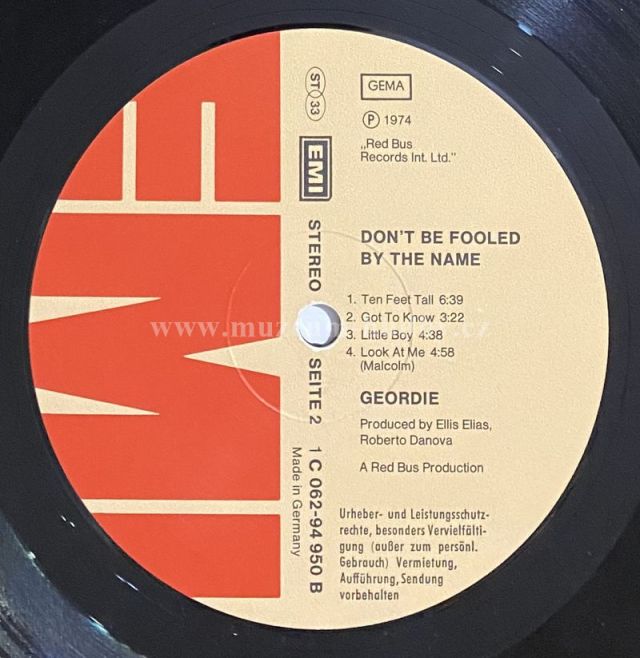 GEMA
ST 33
Ⓟ 1974
„Red Bus
Records Int. Ltd."
EMI
STEREO
SEITE 2
1 C 062-94 950 B
Made in Germany
DON'T BE FOOLED
BY THE NAME
1. Ten Feet Tall 6:39
2. Got To Know 3:22
3. Little Boy 4:38
4. Look At Me 4:58
(Malcolm)
GEORDIE
Produced by Ellis Elias,
Roberto Danova
A Red Bus Production
Urheber- und Leistungsschutz-
rechte, besonders Vervielfälti-
gung (außer zum persönl.
Gebrauch) Vermietung,
Aufführung, Sendung
vorbehalten